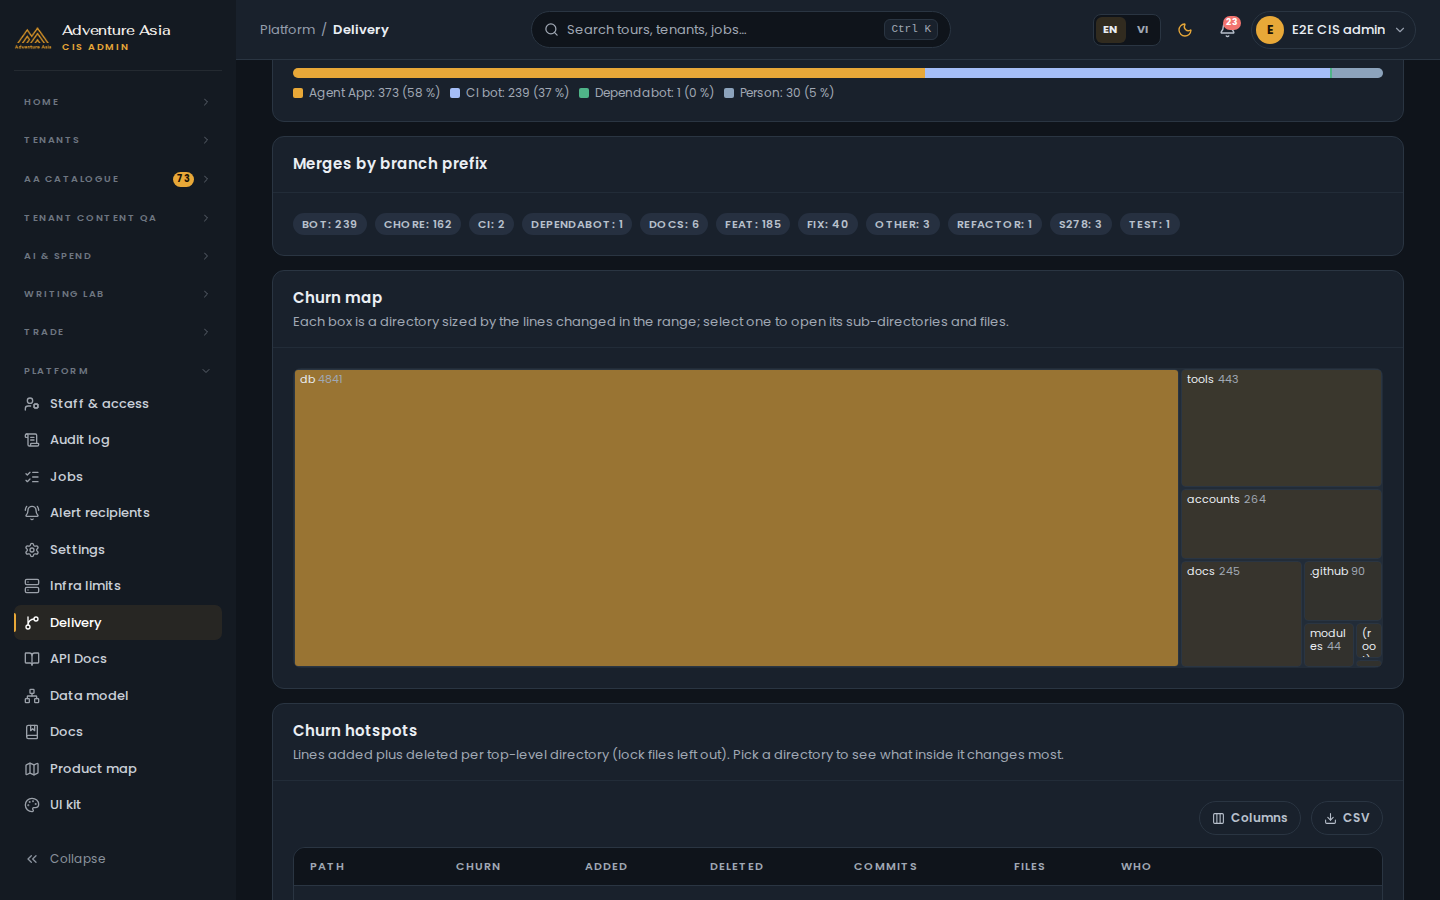 Adventure Asia
CIS ADMIN
Adventure Asia
Platform / Delivery
Search tours, tenants, jobs...
Ctrl K
EN
VI
23
E
E2E CIS admin
HOME
TENANTS
AA CATALOGUE
73
TENANT CONTENT QA
AI & SPEND
WRITING LAB
TRADE
PLATFORM
Staff & access
Audit log
Jobs
Alert recipients
Settings
Infra limits
Delivery
API Docs
Data model
Docs
Product map
UI kit
Collapse
Agent App: 373 (58 %)
CI bot: 239 (37 %)
Dependabot: 1 (0 %)
Person: 30 (5 %)
Merges by branch prefix
BOT: 239
CHORE: 162
CI: 2
DEPENDABOT: 1
DOCS: 6
FEAT: 185
FIX: 40
OTHER: 3
REFACTOR: 1
S278: 3
TEST: 1
Churn map
Each box is a directory sized by the lines changed in the range; select one to open its sub-directories and files.
db 4841
tools 443
accounts 264
docs 245
.github 90
modul
es 44
(r
oo
Churn hotspots
Lines added plus deleted per top-level directory (lock files left out). Pick a directory to see what inside it changes most.
Columns
CSV
PATH
CHURN
ADDED
DELETED
COMMITS
FILES
WHO